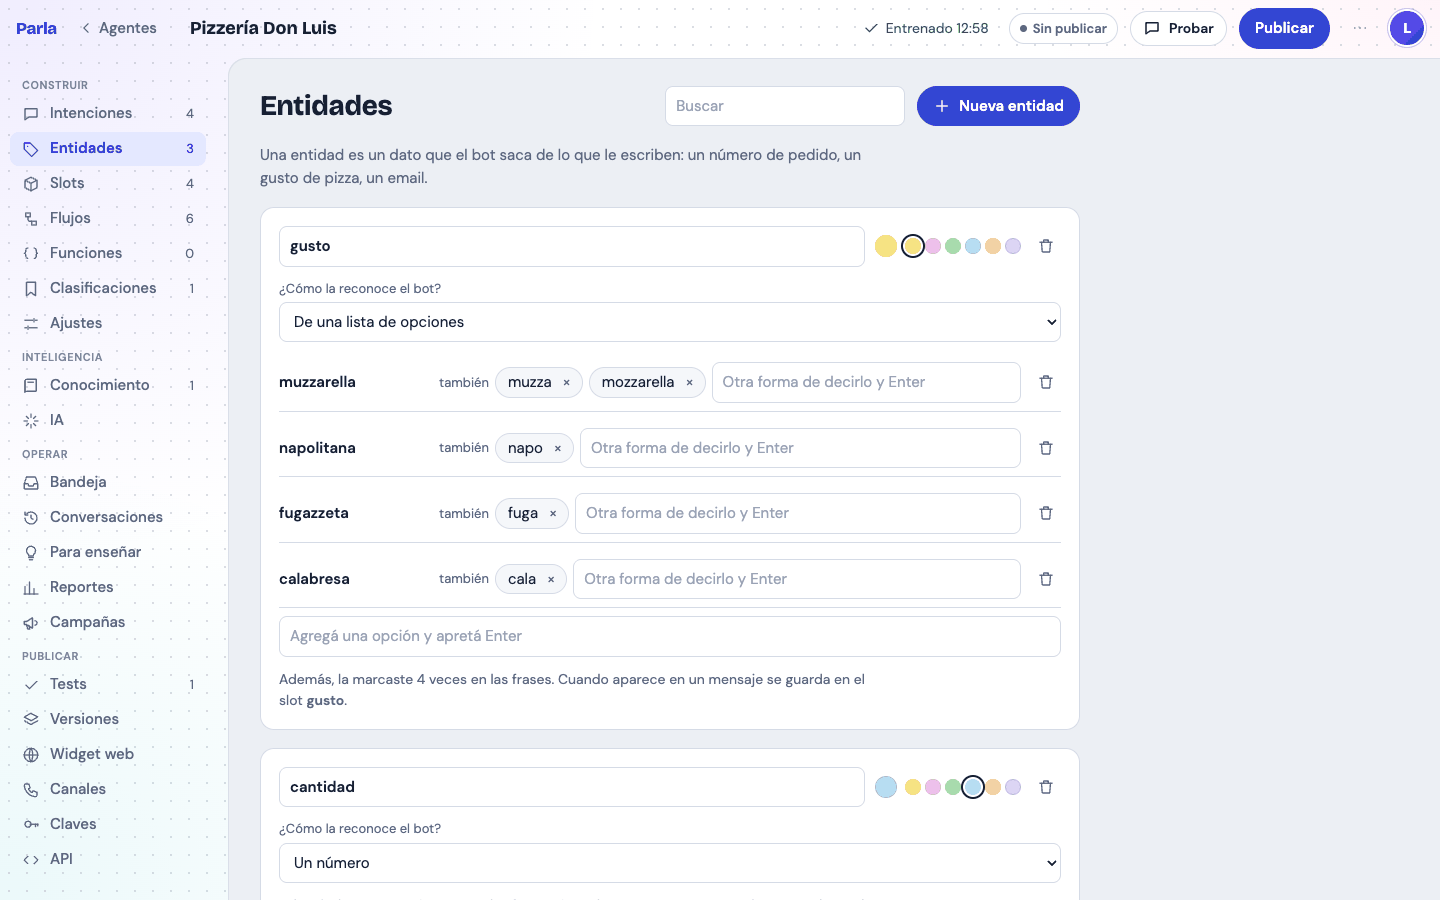 Parla
Agentes
Pizzería Don Luis
Entrenado 12:58
Sin publicar
Probar
Publicar
L
CONSTRUIR
Intenciones 4
Entidades 3
Slots 4
Flujos 6
Funciones 0
Clasificaciones 1
Ajustes
INTELIGENCIA
Conocimiento 1
IA
OPERAR
Bandeja
Conversaciones
Para enseñar
Reportes
Campañas
PUBLICAR
Tests 1
Versiones
Widget web
Canales
Claves
API
Entidades
Buscar
Nueva entidad
Una entidad es un dato que el bot saca de lo que le escriben: un número de pedido, un
gusto de pizza, un email.
gusto
¿Cómo la reconoce el bot?
De una lista de opciones
muzzarella también muzza × mozzarella × Otra forma de decirlo y Enter
napolitana también napo × Otra forma de decirlo y Enter
fugazzeta también fuga × Otra forma de decirlo y Enter
calabresa también cala × Otra forma de decirlo y Enter
Agregá una opción y apretá Enter
Además, la marcaste 4 veces en las frases. Cuando aparece en un mensaje se guarda en el
slot gusto.
cantidad
¿Cómo la reconoce el bot?
Un número